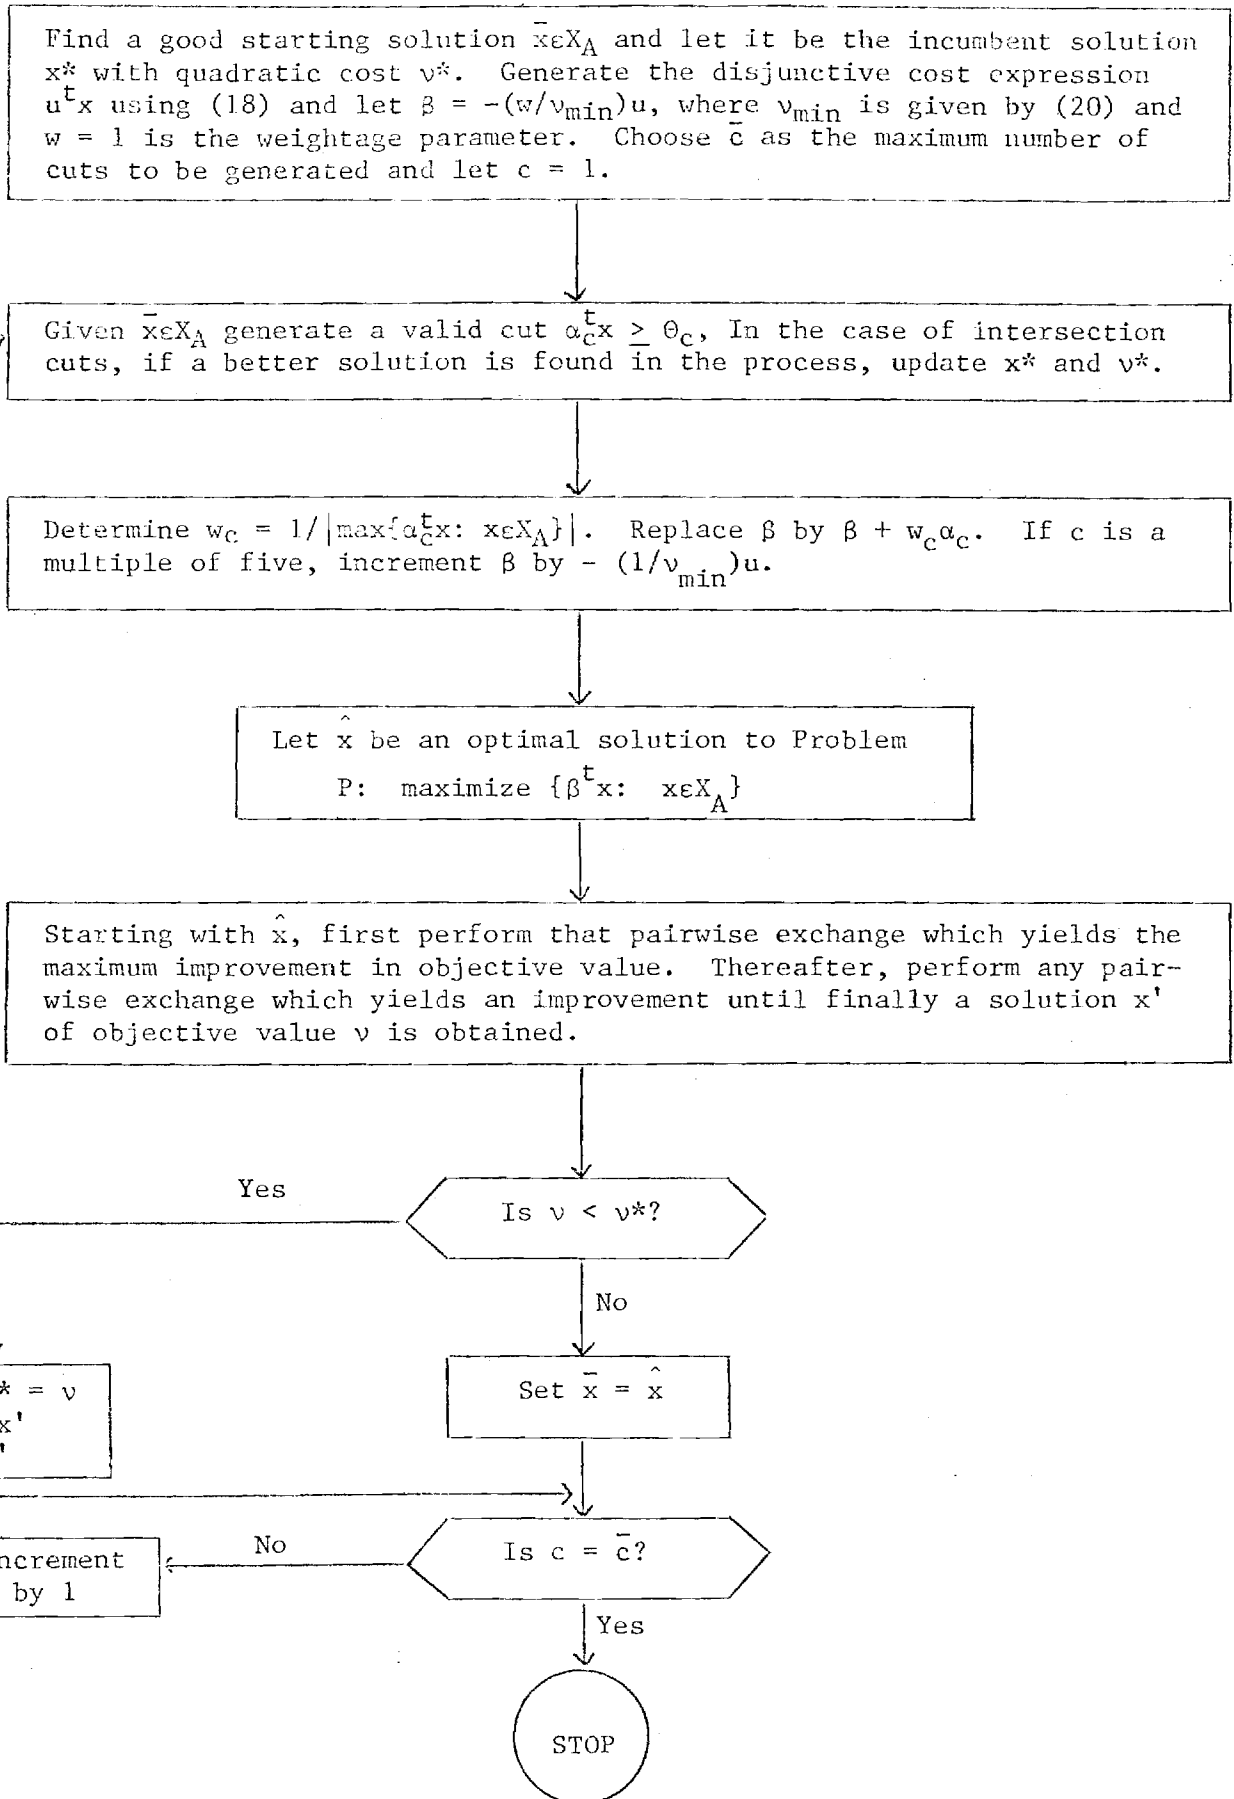 Find a good starting solution x̄εX_A and let it be the incumbent solution
x* with quadratic cost ν*. Generate the disjunctive cost expression
u^t x using (18) and let β = -(w/ν_min)u, where ν_min is given by (20) and
w = 1 is the weightage parameter. Choose c̄ as the maximum number of
cuts to be generated and let c = 1.
Given x̄εX_A generate a valid cut α_c^t x ≥ Θ_c, In the case of intersection
cuts, if a better solution is found in the process, update x* and ν*.
Determine w_c = 1/|max{α_c^t x: xεX_A}|. Replace β by β + w_c α_c. If c is a
multiple of five, increment β by - (1/ν_min)u.
Let x̂ be an optimal solution to Problem
P: maximize {β^t x: xεX_A}
Starting with x̂, first perform that pairwise exchange which yields the
maximum improvement in objective value. Thereafter, perform any pair-
wise exchange which yields an improvement until finally a solution x'
of objective value ν is obtained.
Yes
Is ν < ν*?
No
* = ν
x'
'
Set x̄ = x̂
ncrement
by 1
No
Is c = c̄?
Yes
STOP